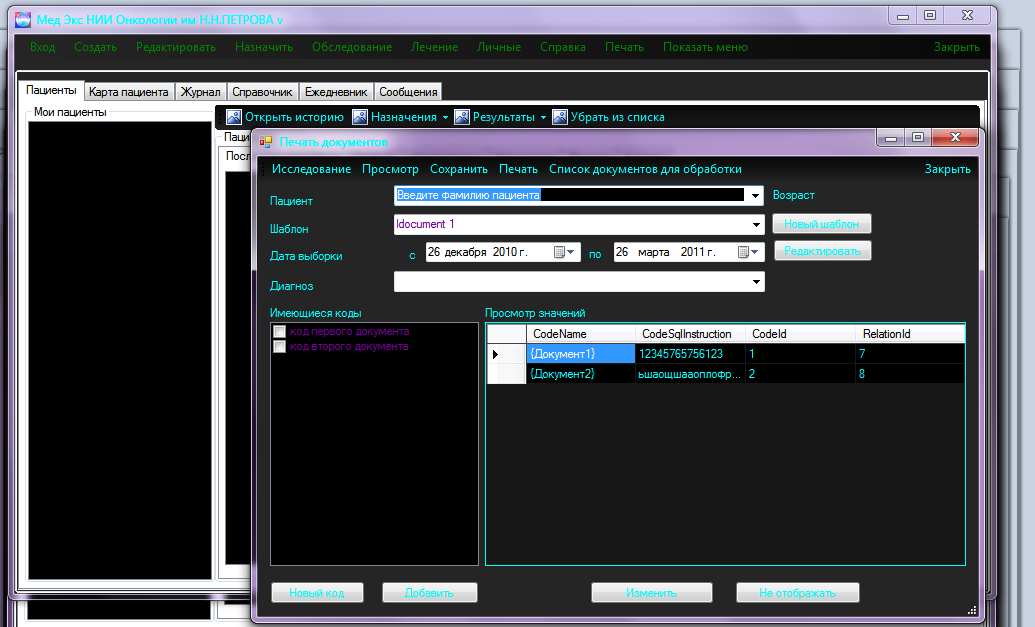 Мед Экс НИИ Онкологии им Н.Н.ПЕТРОВА v
Вход Создать Редактировать Назначить Обследование Лечение Личные Справка Печать Показать меню Закрыть
Пациенты Карта пациента Журнал Справочник Ежедневник Сообщения
Мои пациенты
Открыть историю Назначения Результаты Убрать из списка
Паци
Посл
Печать документов
Исследование Просмотр Сохранить Печать Список документов для обработки Закрыть
Пациент Введите фамилию пациента Возраст
Шаблон ldocument 1 Новый шаблон
Дата выборки с 26 декабря 2010 г. по 26 марта 2011 г. Редактировать
Диагноз
Имеющиеся коды
код первого документа
код второго документа
Просмотр значений
CodeName CodeSqlInstruction CodeId RelationId
{Документ1} 12345765756123 1 7
{Документ2} ьшаощшааоплофр... 2 8
Новый код Добавить Изменить Не отображать